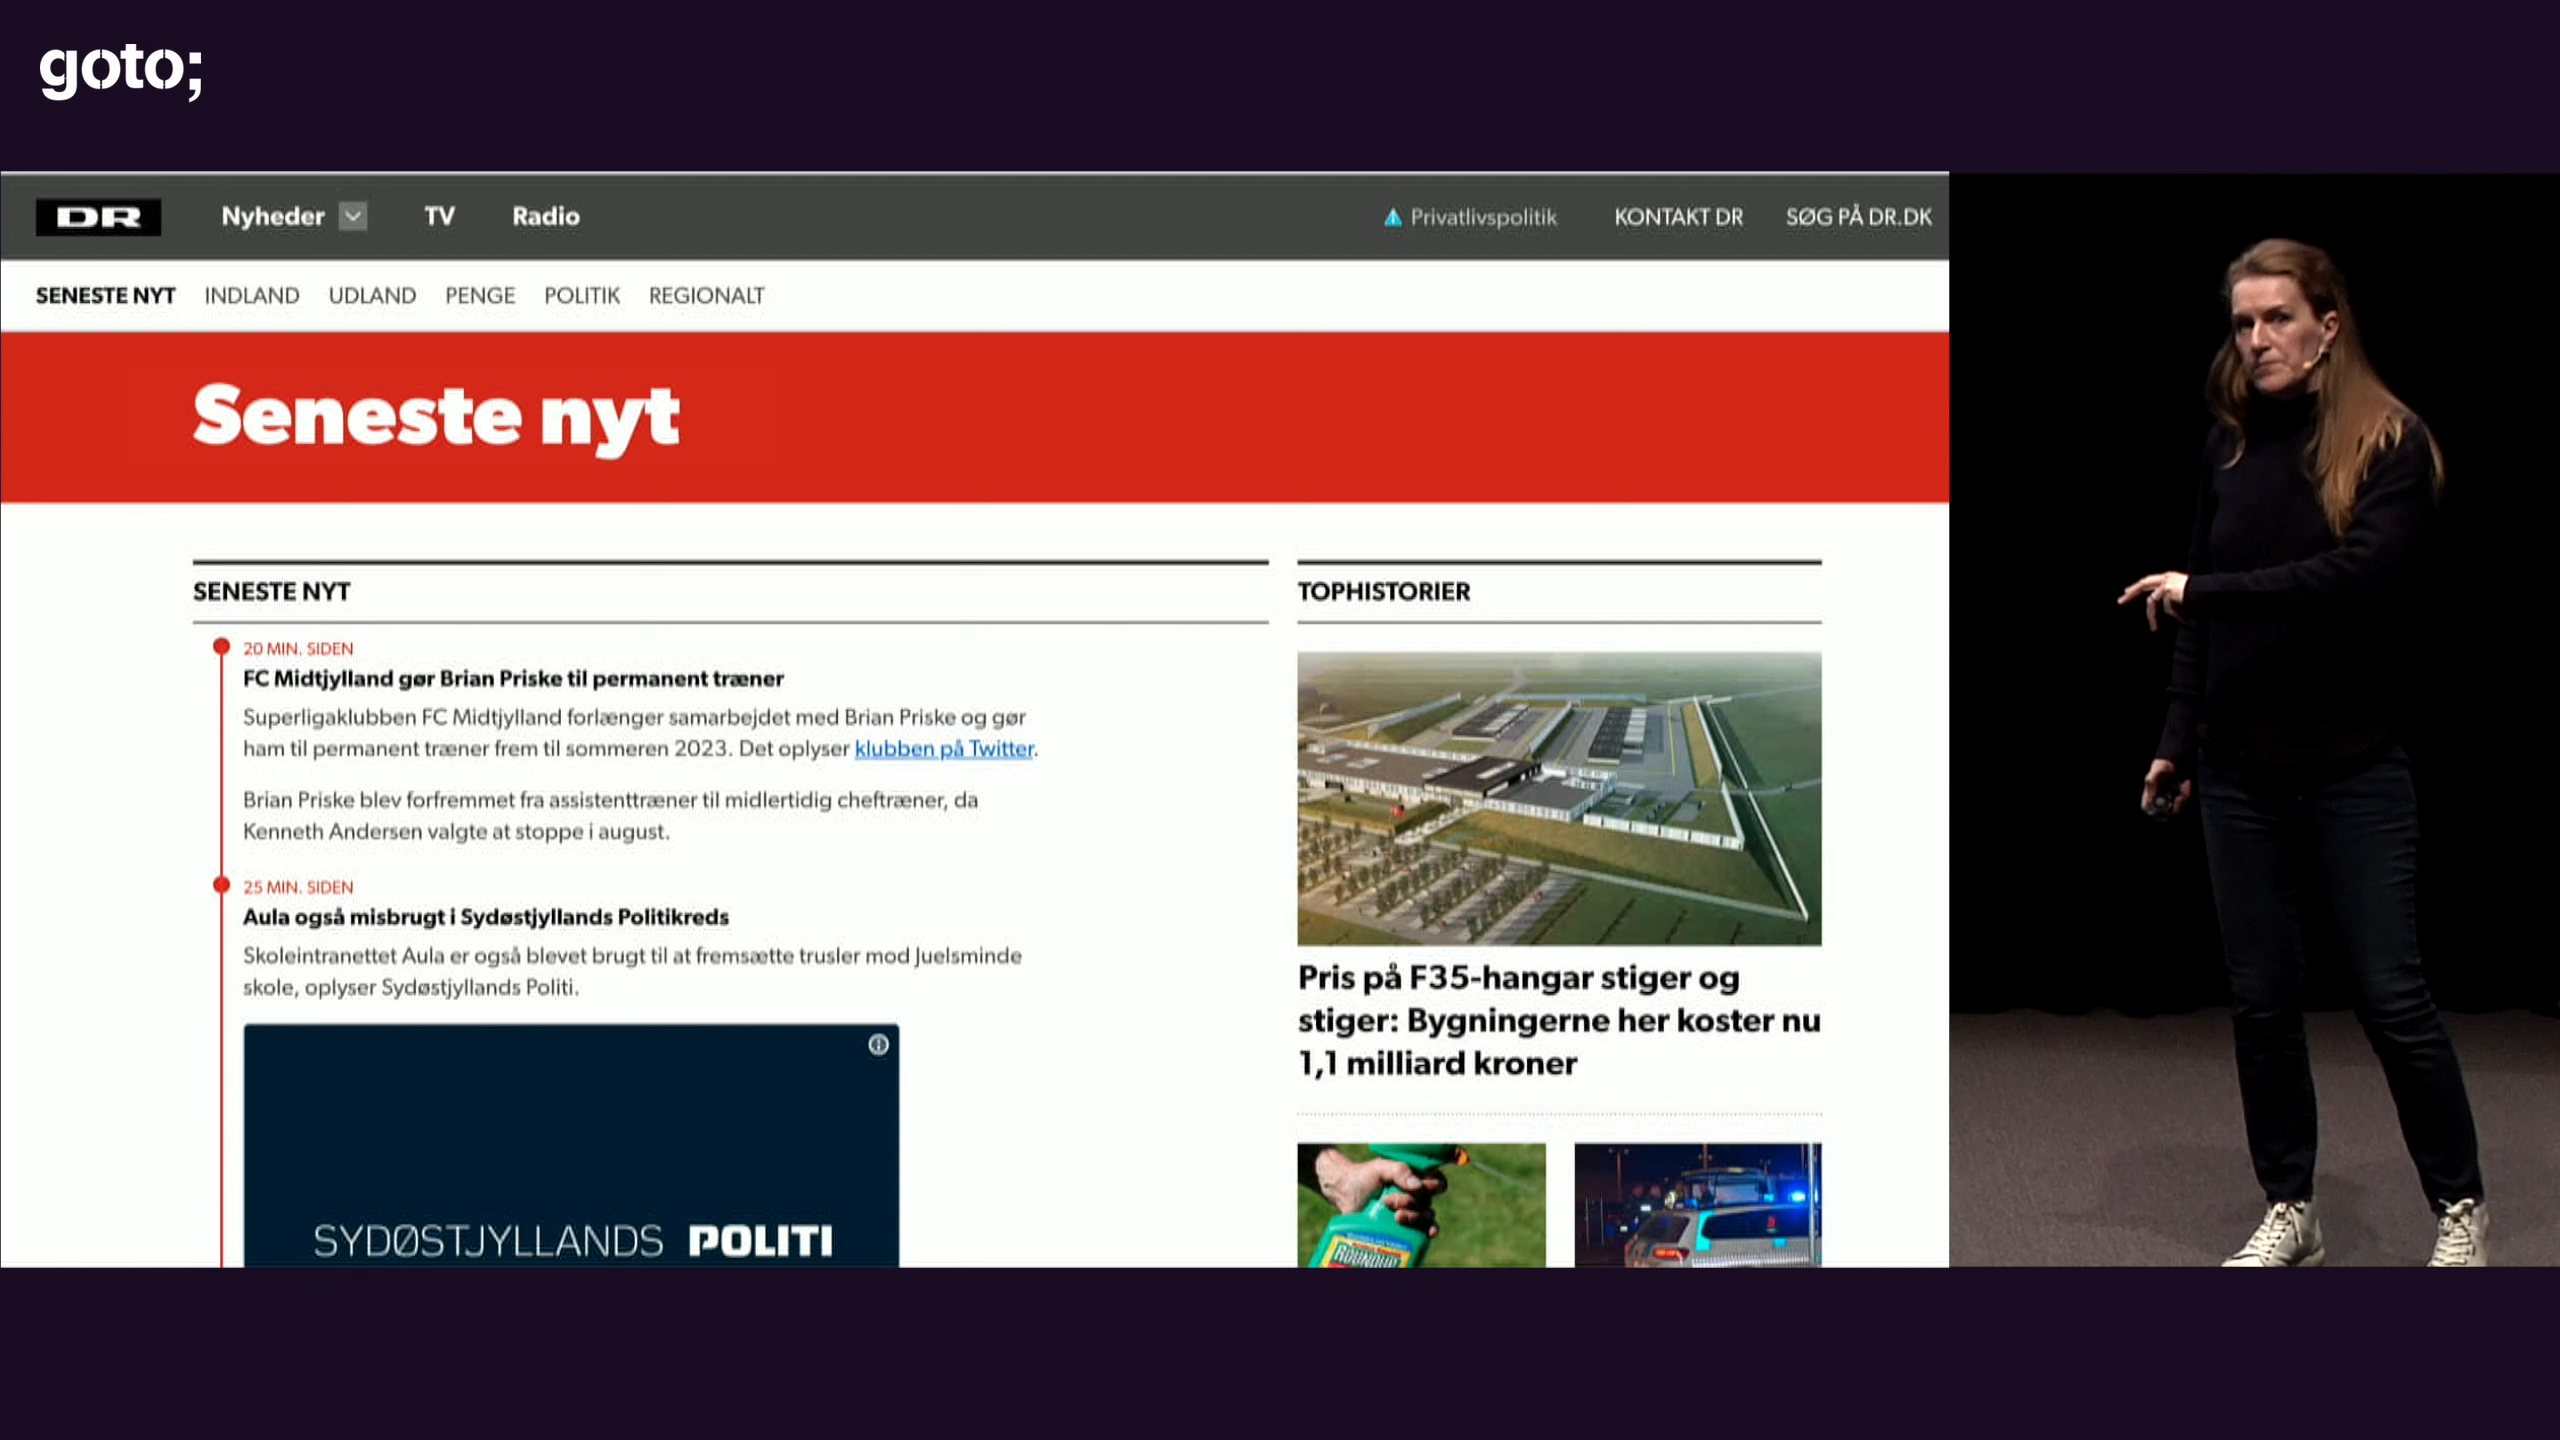 goto;
DR
Nyheder
TV
Radio
Privatlivspolitik
KONTAKT DR
SØG PÅ DR.DK
SENESTE NYT
INDLAND
UDLAND
PENGE
POLITIK
REGIONALT
Seneste nyt
SENESTE NYT
20 MIN. SIDEN
FC Midtjylland gør Brian Priske til permanent træner
Superligaklubben FC Midtjylland forlænger samarbejdet med Brian Priske og gør
ham til permanent træner frem til sommeren 2023. Det oplyser klubben på Twitter.
Brian Priske blev forfremmet fra assistenttræner til midlertidig cheftræner, da
Kenneth Andersen valgte at stoppe i august.
25 MIN. SIDEN
Aula også misbrugt i Sydøstjyllands Politikreds
Skoleintranettet Aula er også blevet brugt til at fremsætte trusler mod Juelsminde
skole, oplyser Sydøstjyllands Politi.
SYDØSTJYLLANDS POLITI
TOPHISTORIER
Pris på F35-hangar stiger og
stiger: Bygningerne her koster nu
1,1 milliard kroner
ROUNDUP